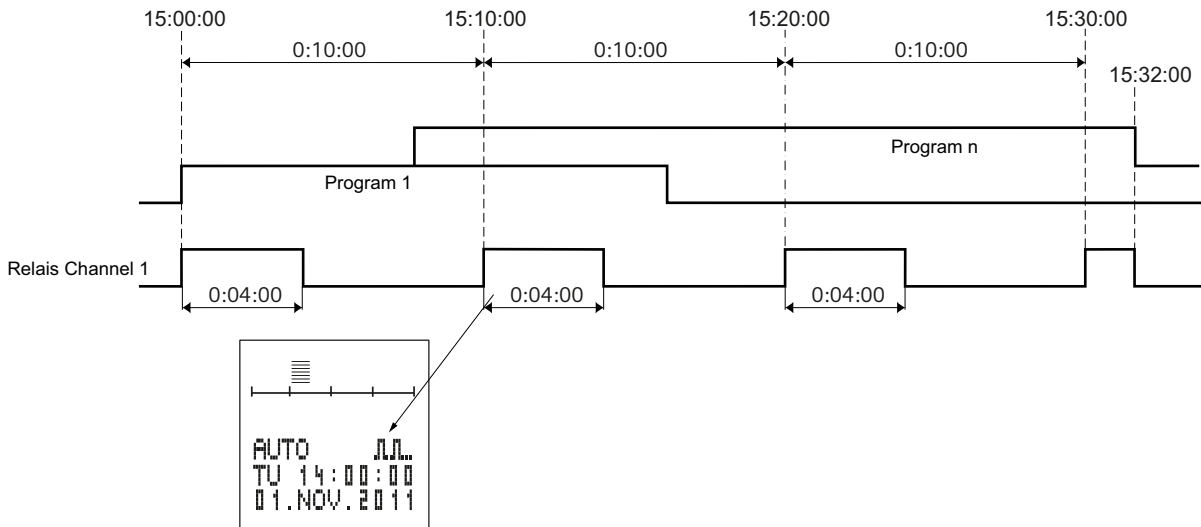 15:00:00 15:10:00 15:20:00 15:30:00
0:10:00 0:10:00 0:10:00
15:32:00
Program n
Program 1
Relais Channel 1
0:04:00 0:04:00 0:04:00
AUTO
TU 14:00:00
01.NOV.2011